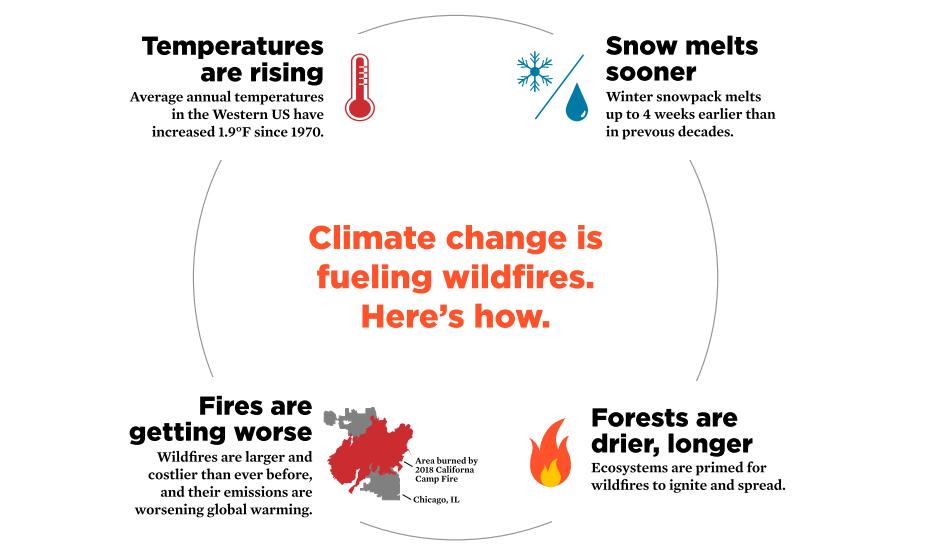 Temperatures
are rising
Average annual temperatures
in the Western US have
increased 1.9°F since 1970.
Snow melts
sooner
Winter snowpack melts
up to 4 weeks earlier than
in prevous decades.
Climate change is
fueling wildfires.
Here's how.
Fires are
getting worse
Wildfires are larger and
costlier than ever before,
and their emissions are
worsening global warming.
Area burned by
2018 Californa
Camp Fire
Chicago, IL
Forests are
drier, longer
Ecosystems are primed for
wildfires to ignite and spread.